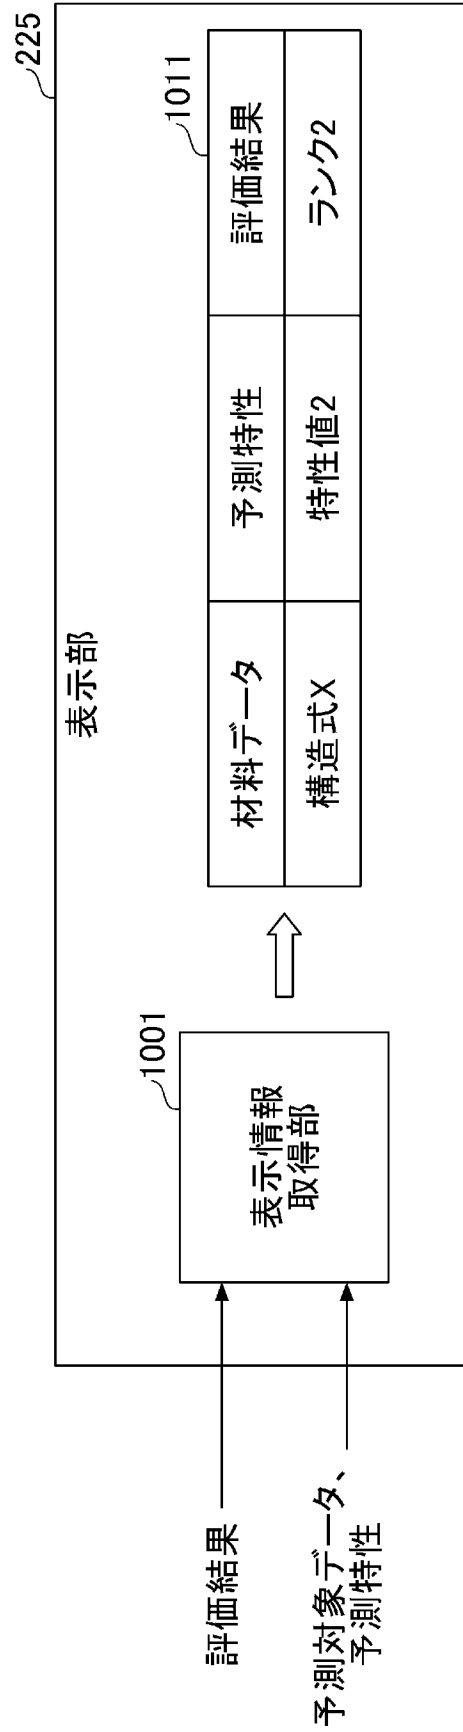 225
表示部
評価結果
予測対象データ、
予測特性
1001
表示情報
取得部
1011
材料データ 予測特性 評価結果
構造式X 特性値2 ランク2